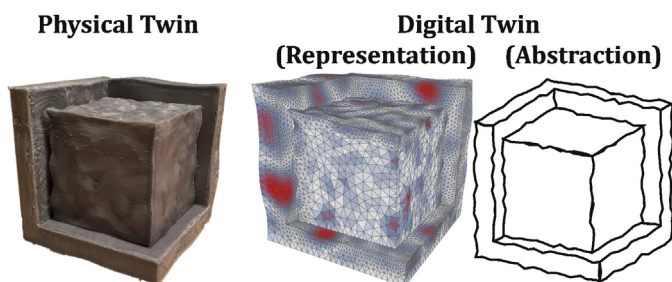 Physical Twin
Digital Twin
(Representation) (Abstraction)